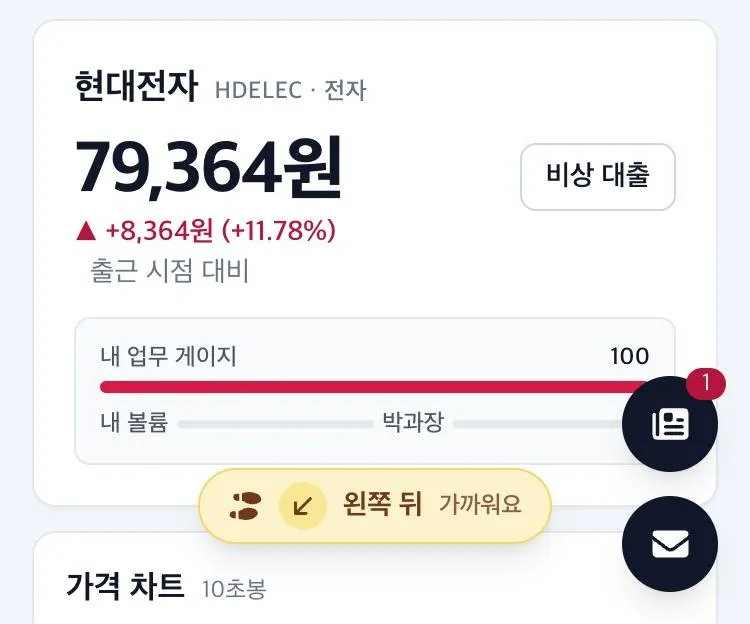 현대전자 HDELEC · 전자
79,364원
비상 대출
▲ +8,364원 (+11.78%)
출근 시점 대비
내 업무 게이지 100
1
내 볼륨 박과장
왼쪽 뒤 가까워요
가격 차트 10초봉